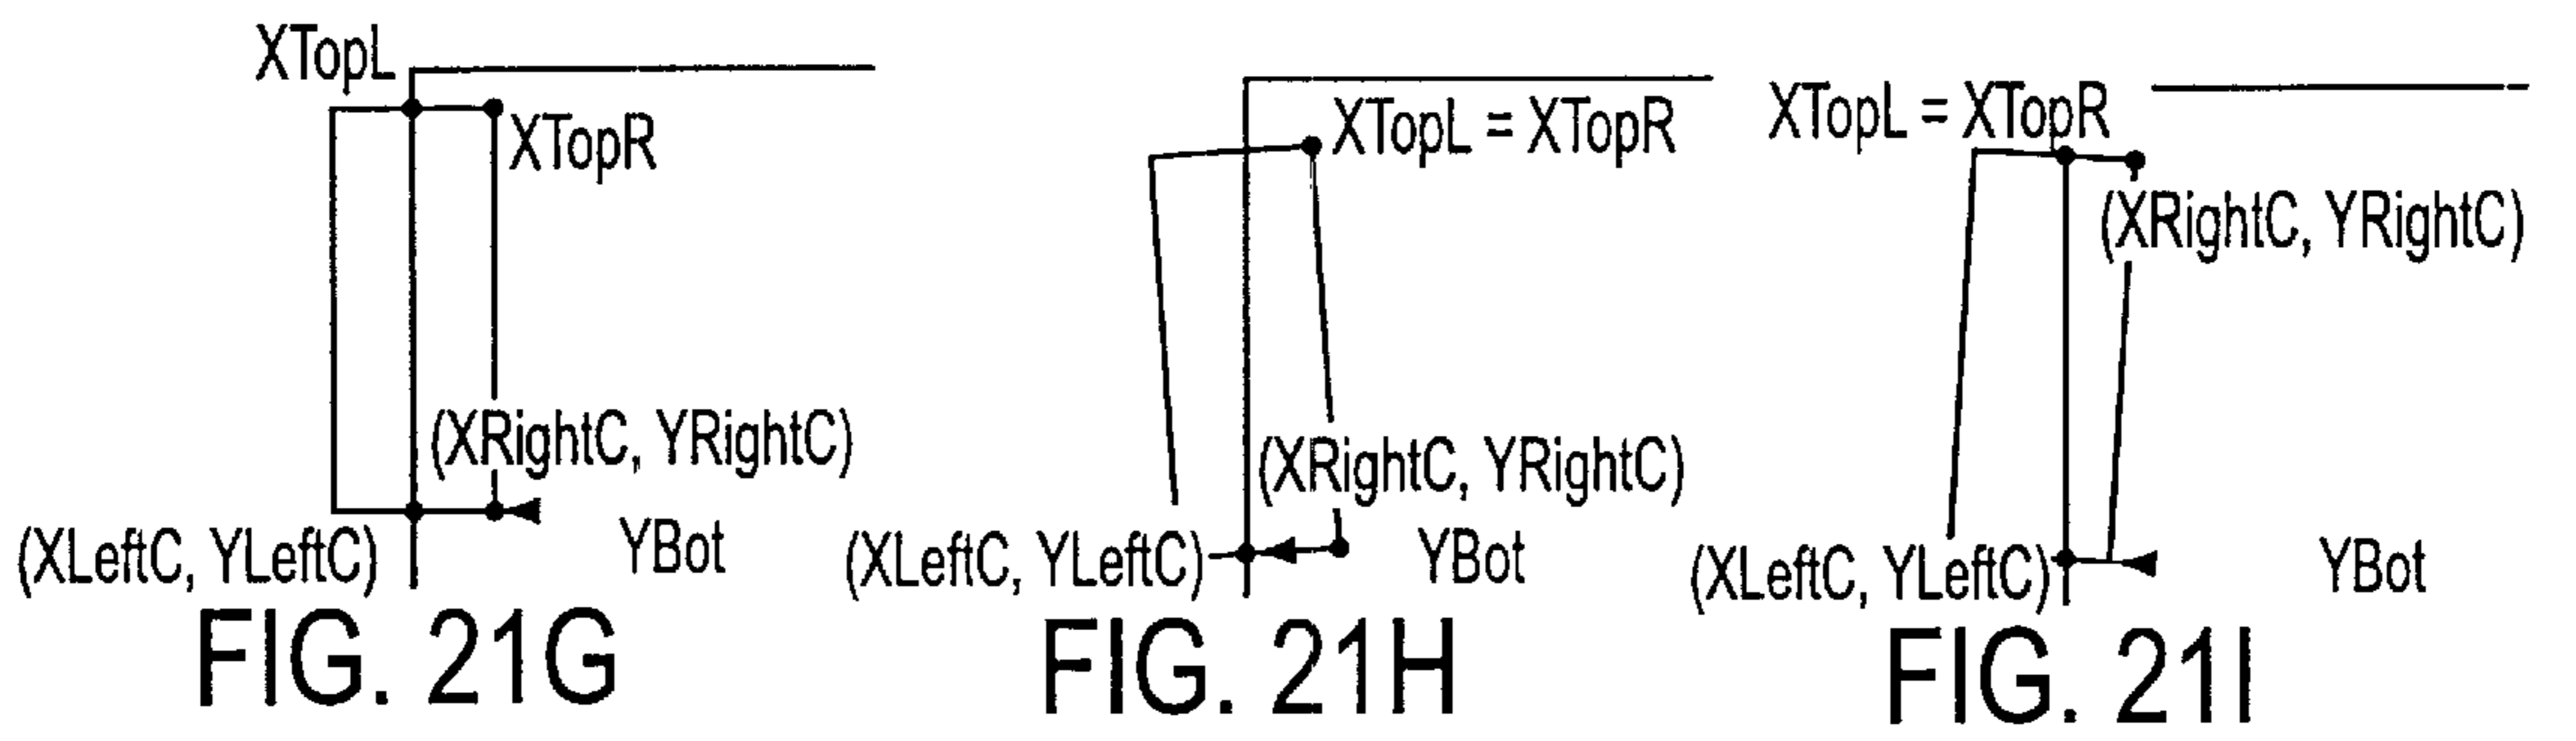 XTopL
XTopR
(XRightC, YRightC)
(XLeftC, YLeftC)
YBot
FIG. 21G
XTopL = XTopR
(XRightC, YRightC)
(XLeftC, YLeftC)
YBot
FIG. 21H
XTopL = XTopR
(XRightC, YRightC)
(XLeftC, YLeftC)
YBot
FIG. 21I